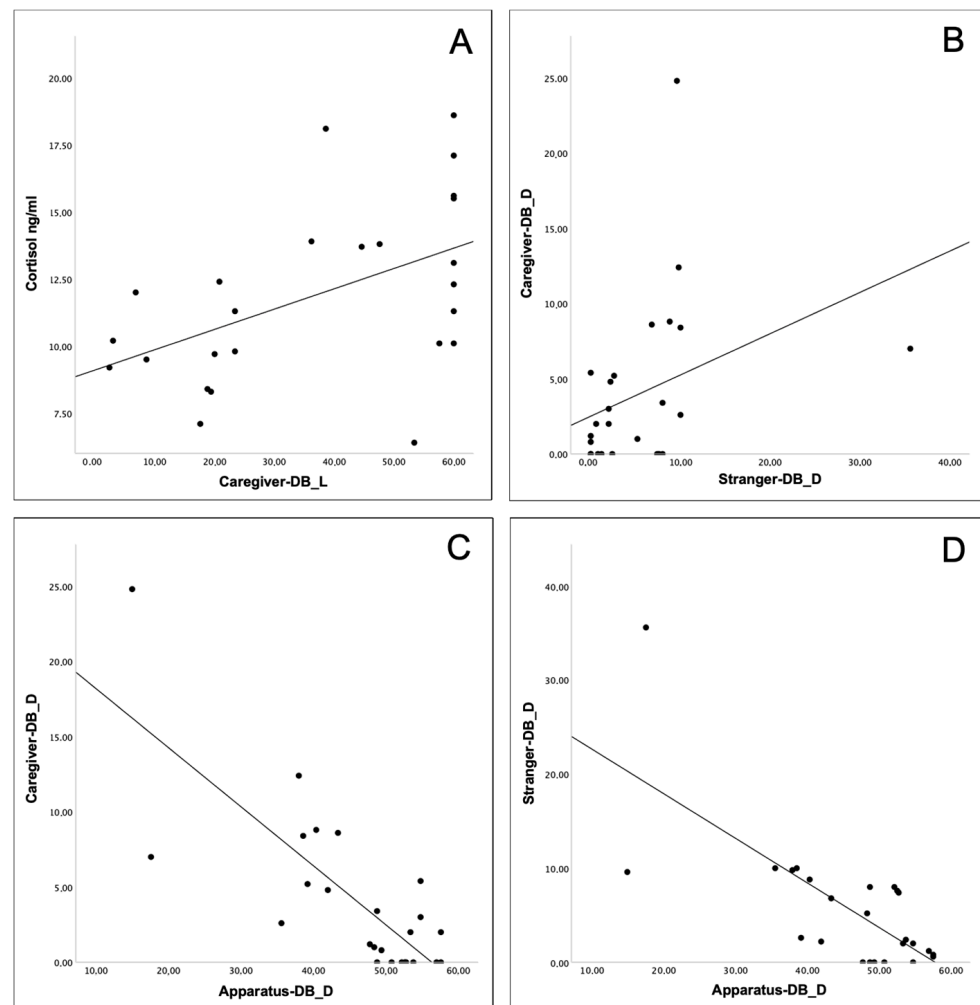 A
Cortisol ng/ml
20.00
17.50
15.00
12.50
10.00
7.50
0.00 10,00 20,00 30,00 40,00 50,00 60,00
Caregiver-DB_L
B
Caregiver-DB_D
25,00
20,00
15,00
10,00
5,00
0,00
0,00 10,00 20,00 30,00 40,00
Stranger-DB_D
C
Caregiver-DB_D
25,00
20,00
15,00
10,00
5,00
0,00
10,00 20,00 30,00 40,00 50,00 60,00
Apparatus-DB_D
D
Stranger-DB_D
40,00
30,00
20,00
10,00
0,00
10,00 20,00 30,00 40,00 50,00 60,00
Apparatus-DB_D